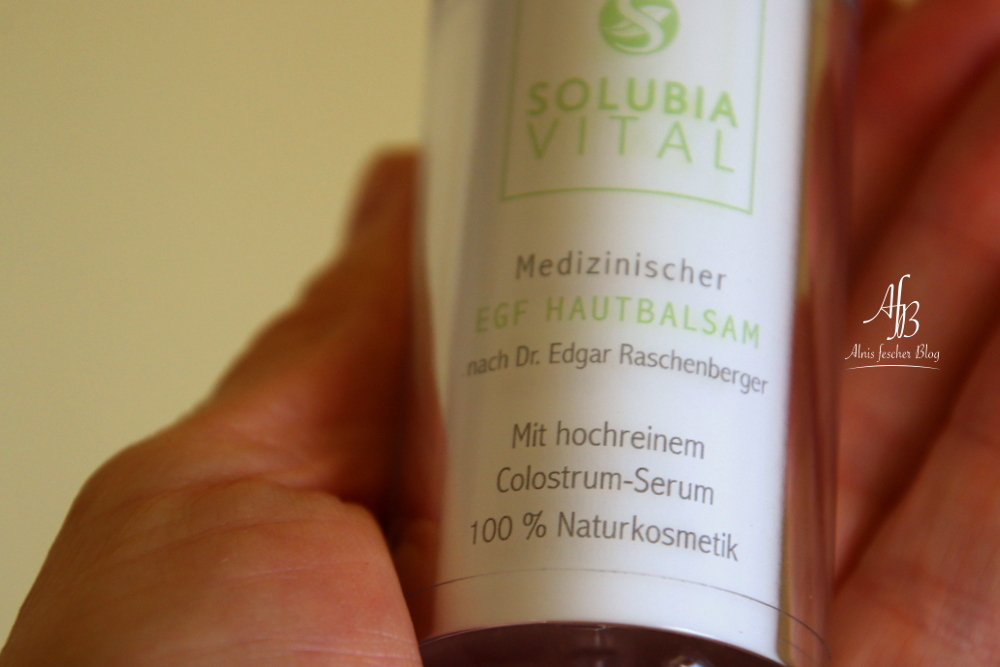 SOLUBIA
VITAL
Medizinischer
EGF HAUTBALSAM
nach Dr. Edgar Raschenberger
Mit hochreinem
Colostrum-Serum
100 % Naturkosmetik
AfB
Alnis fescher Blog